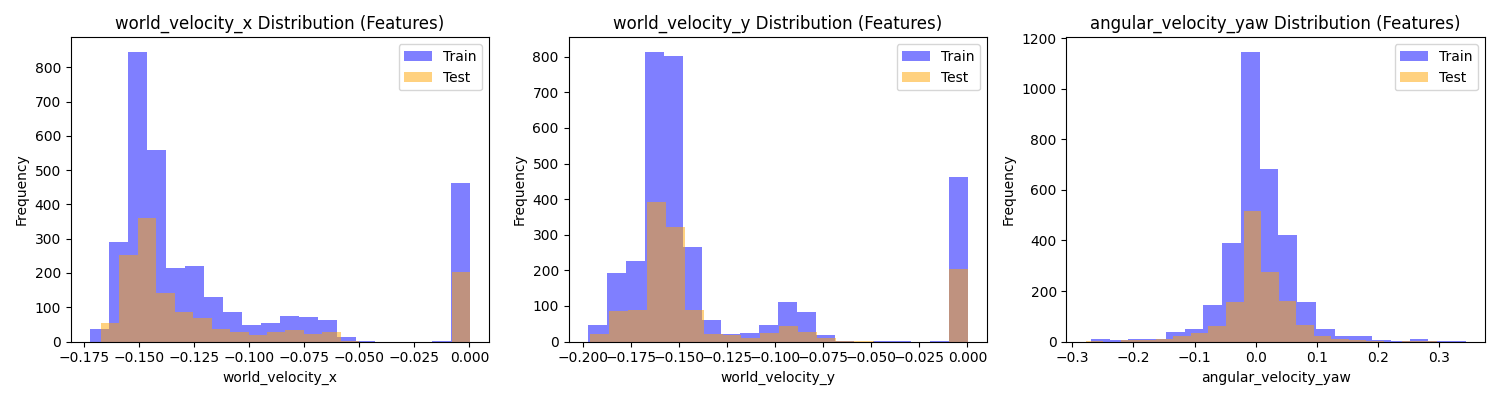 world_velocity_x Distribution (Features)
Frequency
800
700
600
500
400
300
200
100
0
Train
Test
−0.175 −0.150 −0.125 −0.100 −0.075 −0.050 −0.025 0.000
world_velocity_x
world_velocity_y Distribution (Features)
Frequency
800
700
600
500
400
300
200
100
0
Train
Test
−0.200 −0.175 −0.150 −0.125 −0.100 −0.075 −0.050 −0.025 0.000
world_velocity_y
angular_velocity_yaw Distribution (Features)
Frequency
1200
1000
800
600
400
200
0
Train
Test
−0.3 −0.2 −0.1 0.0 0.1 0.2 0.3
angular_velocity_yaw